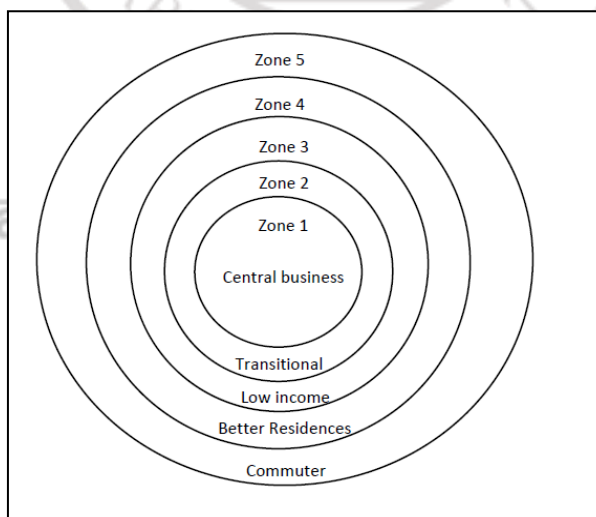 Zone 5
Zone 4
Zone 3
Zone 2
Zone 1
Central business
Transitional
Low income
Better Residences
Commuter